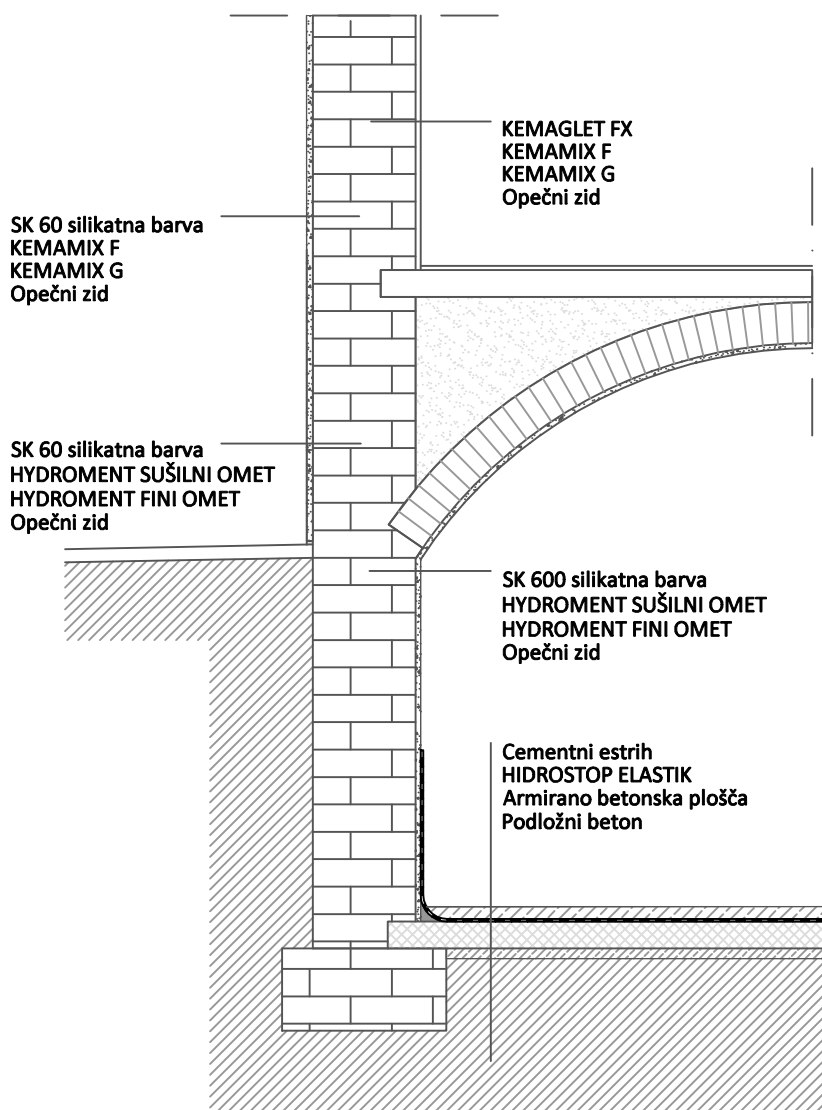 KEMAGLET FX
KEMAMIX F
KEMAMIX G
Opečni zid
SK 60 silikatna barva
KEMAMIX F
KEMAMIX G
Opečni zid
SK 60 silikatna barva
HYDROMENT SUŠILNI OMET
HYDROMENT FINI OMET
Opečni zid
SK 600 silikatna barva
HYDROMENT SUŠILNI OMET
HYDROMENT FINI OMET
Opečni zid
Cementni estrih
HIDROSTOP ELASTIK
Armirano betonska plošča
Podložni beton